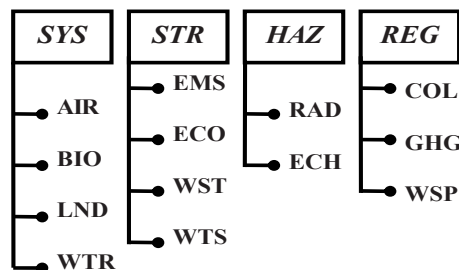 SYS
AIR
BIO
LND
WTR
STR
EMS
ECO
WST
WTS
HAZ
RAD
ECH
REG
COL
GHG
WSP